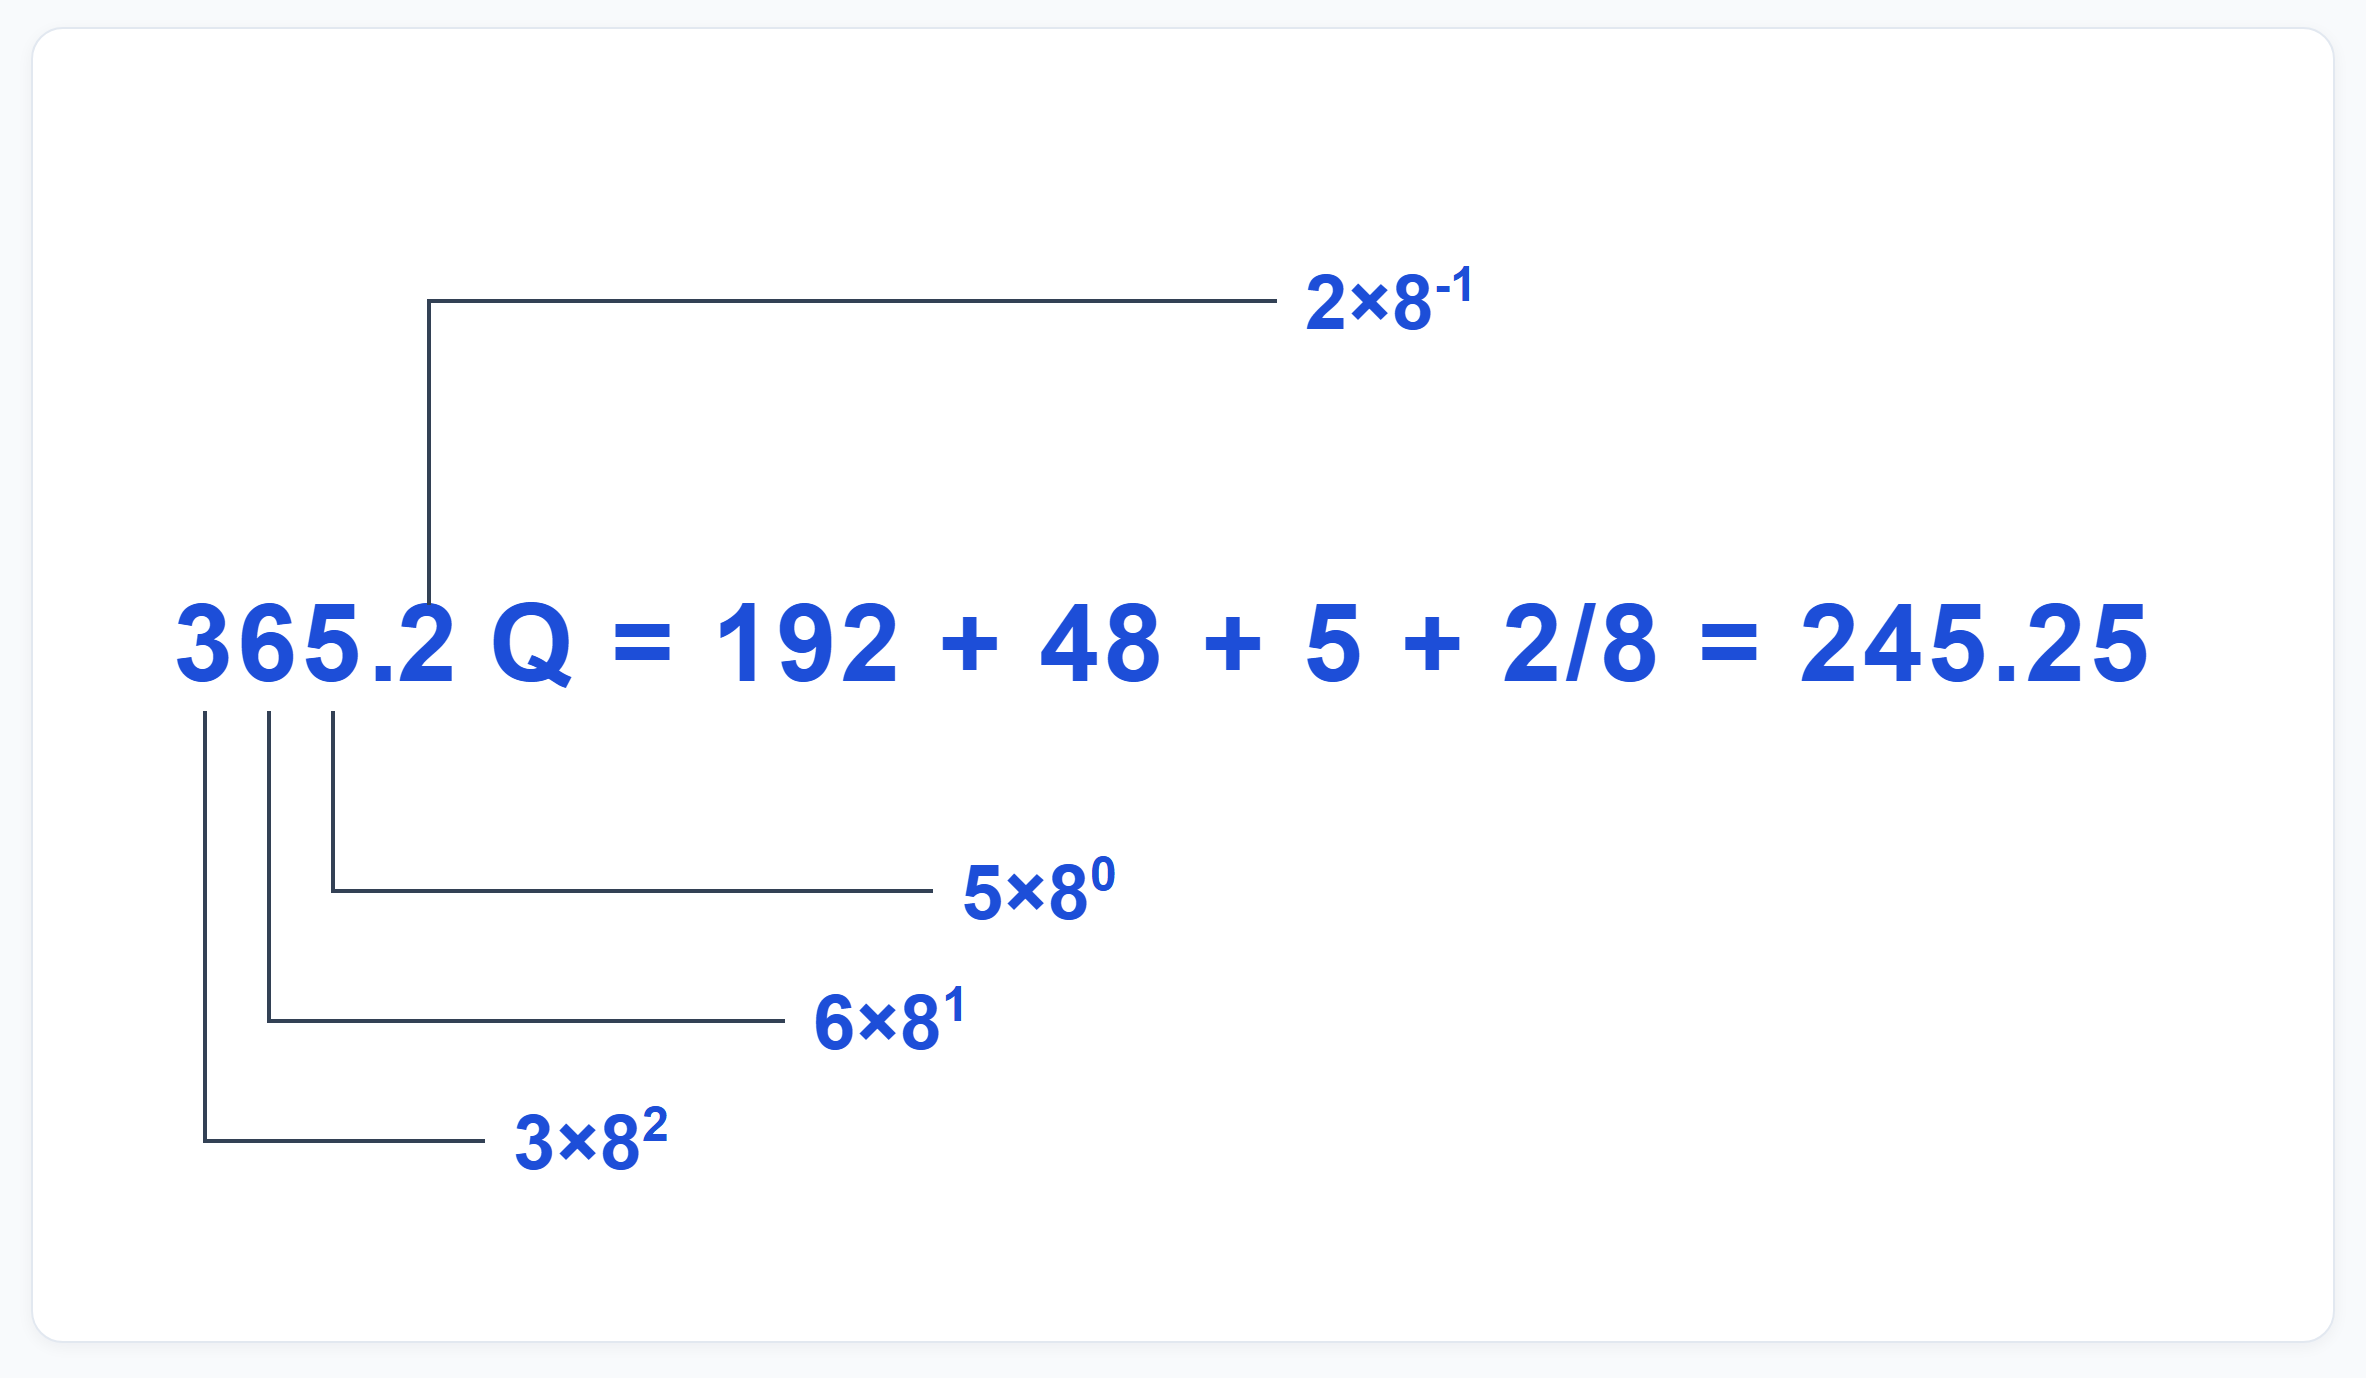 2×8⁻¹
365.2 Q = 192 + 48 + 5 + 2/8 = 245.25
5×8⁰
6×8¹
3×8²